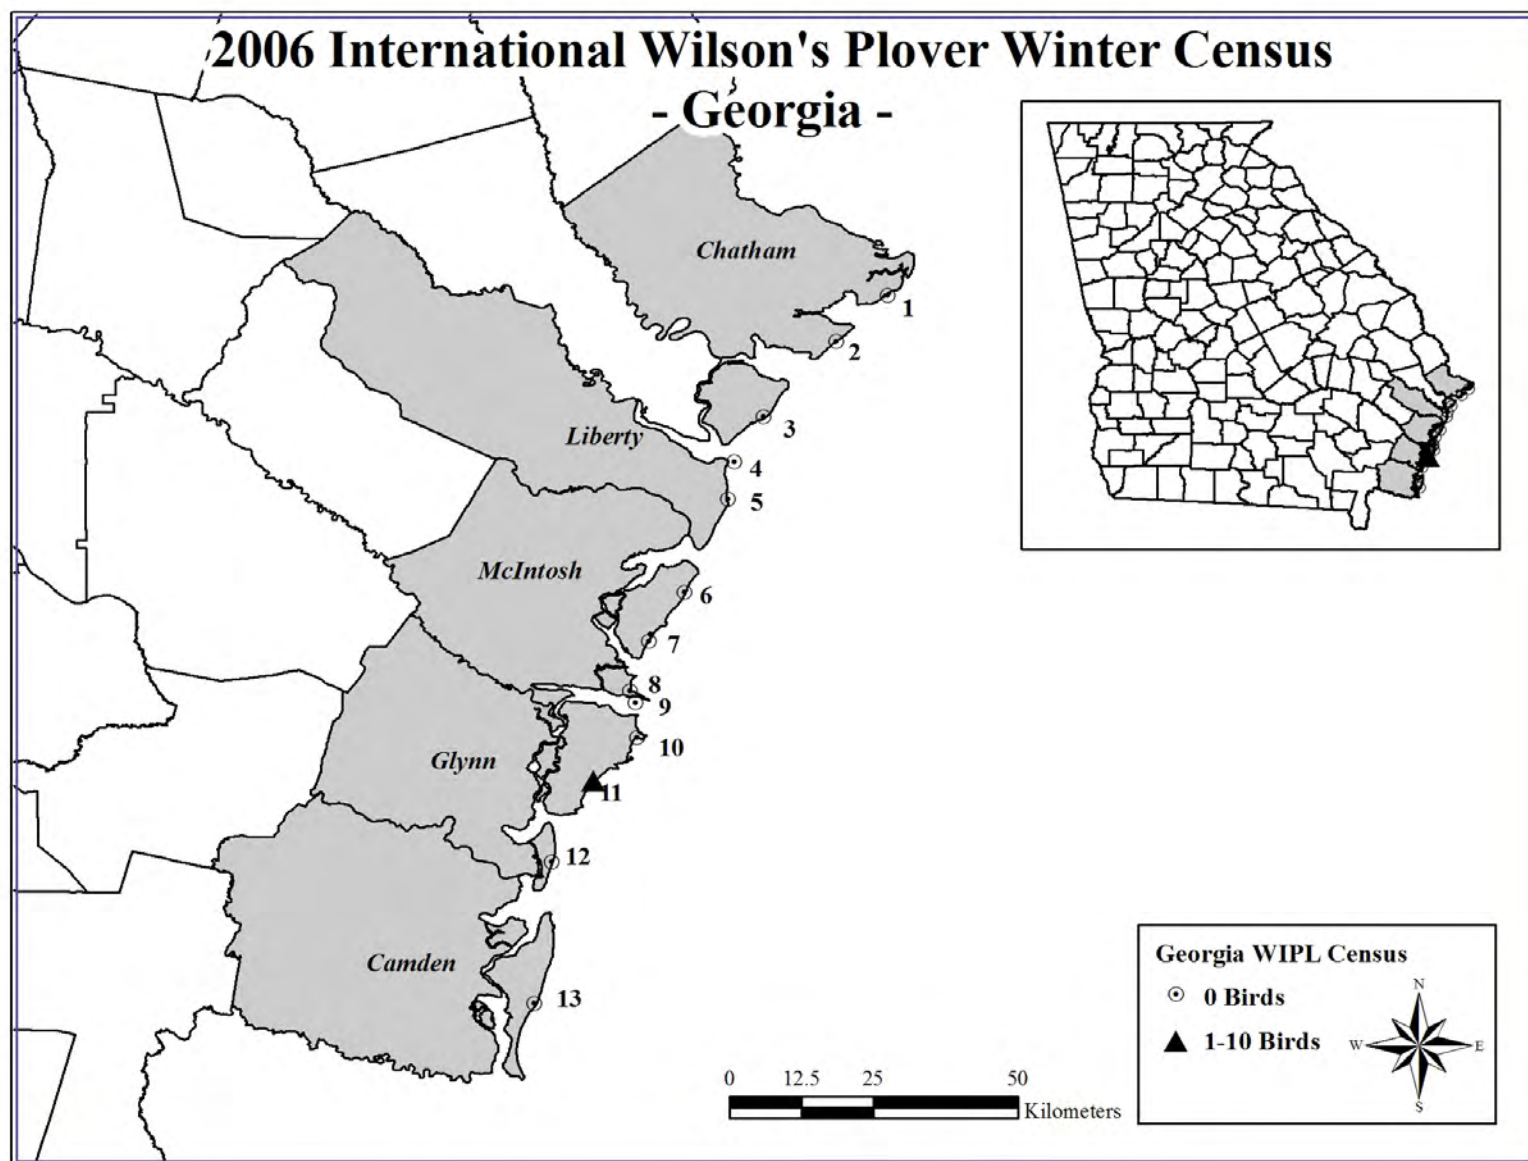 2006 International Wilson's Plover Winter Census
- Georgia -
Chatham
1
2
3
Liberty
4
5
McIntosh
6
7
8
9
10
Glynn
11
12
Camden
13
Georgia WIPL Census
0 Birds
1-10 Birds
N
W
E
S
0 12.5 25 50
Kilometers